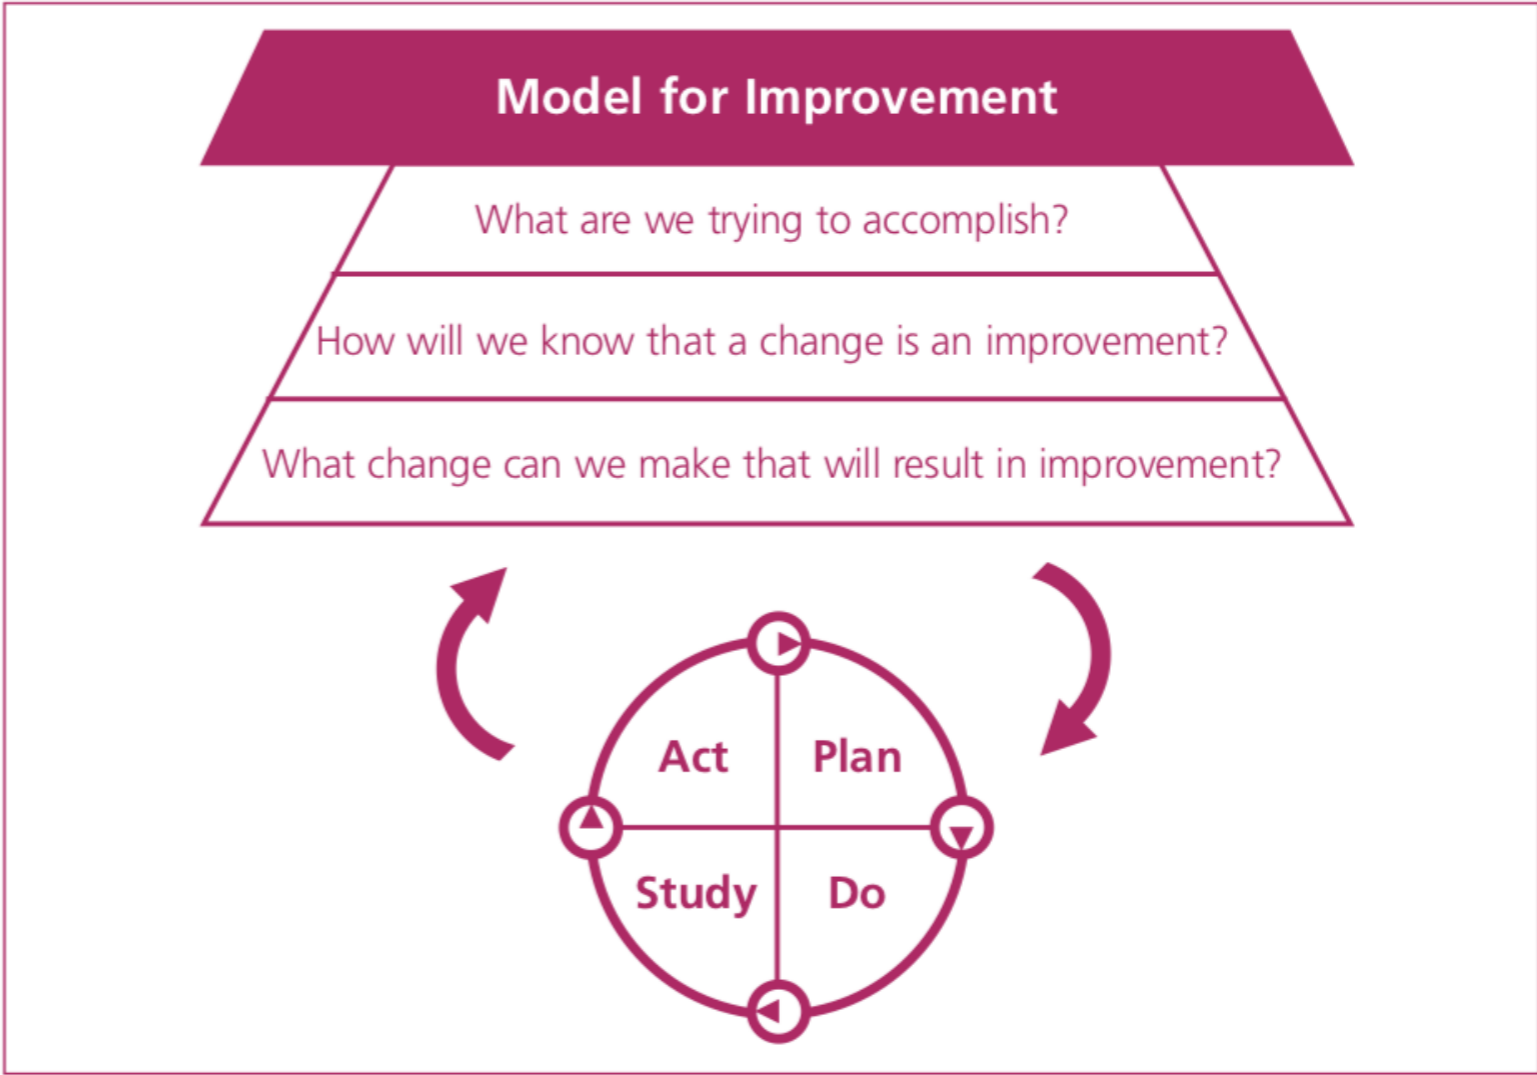 Model for Improvement
What are we trying to accomplish?
How will we know that a change is an improvement?
What change can we make that will result in improvement?
Act
Plan
Study
Do